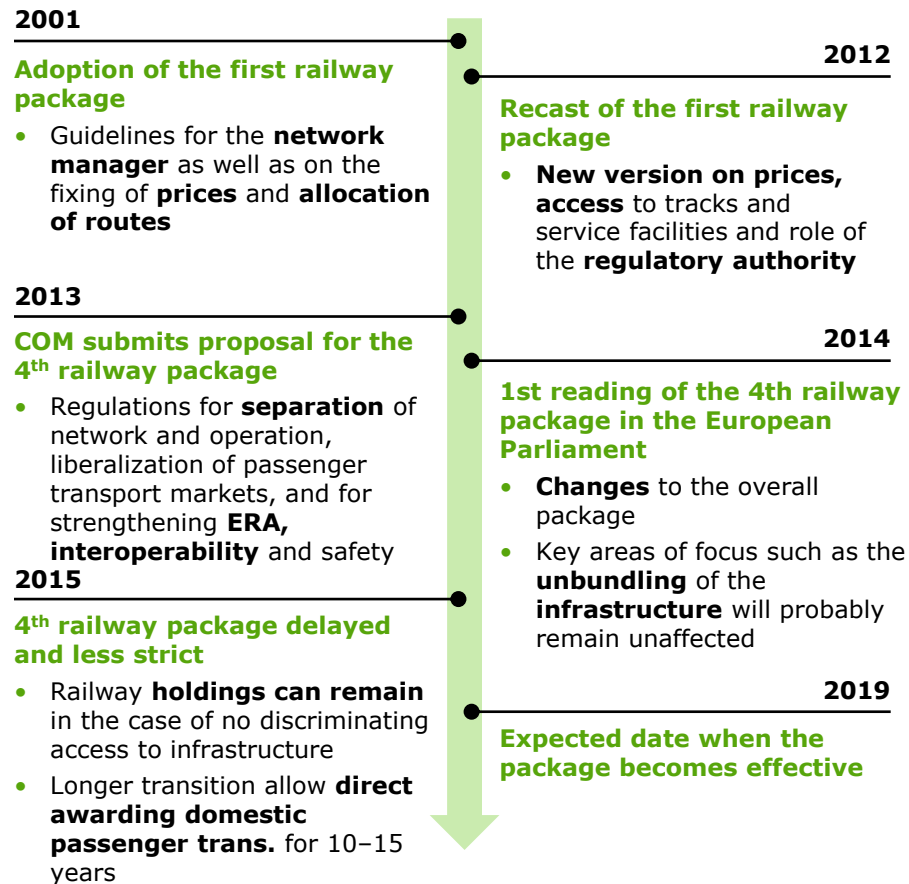 2001
Adoption of the first railway
package
• Guidelines for the network
manager as well as on the
fixing of prices and allocation
of routes
2012
Recast of the first railway
package
• New version on prices,
access to tracks and
service facilities and role of
the regulatory authority
2013
COM submits proposal for the
4th railway package
• Regulations for separation of
network and operation,
liberalization of passenger
transport markets, and for
strengthening ERA,
interoperability and safety
2014
1st reading of the 4th railway
package in the European
Parliament
• Changes to the overall
package
• Key areas of focus such as the
unbundling of the
infrastructure will probably
remain unaffected
2015
4th railway package delayed
and less strict
• Railway holdings can remain
in the case of no discriminating
access to infrastructure
• Longer transition allow direct
awarding domestic
passenger trans. for 10–15
years
2019
Expected date when the
package becomes effective